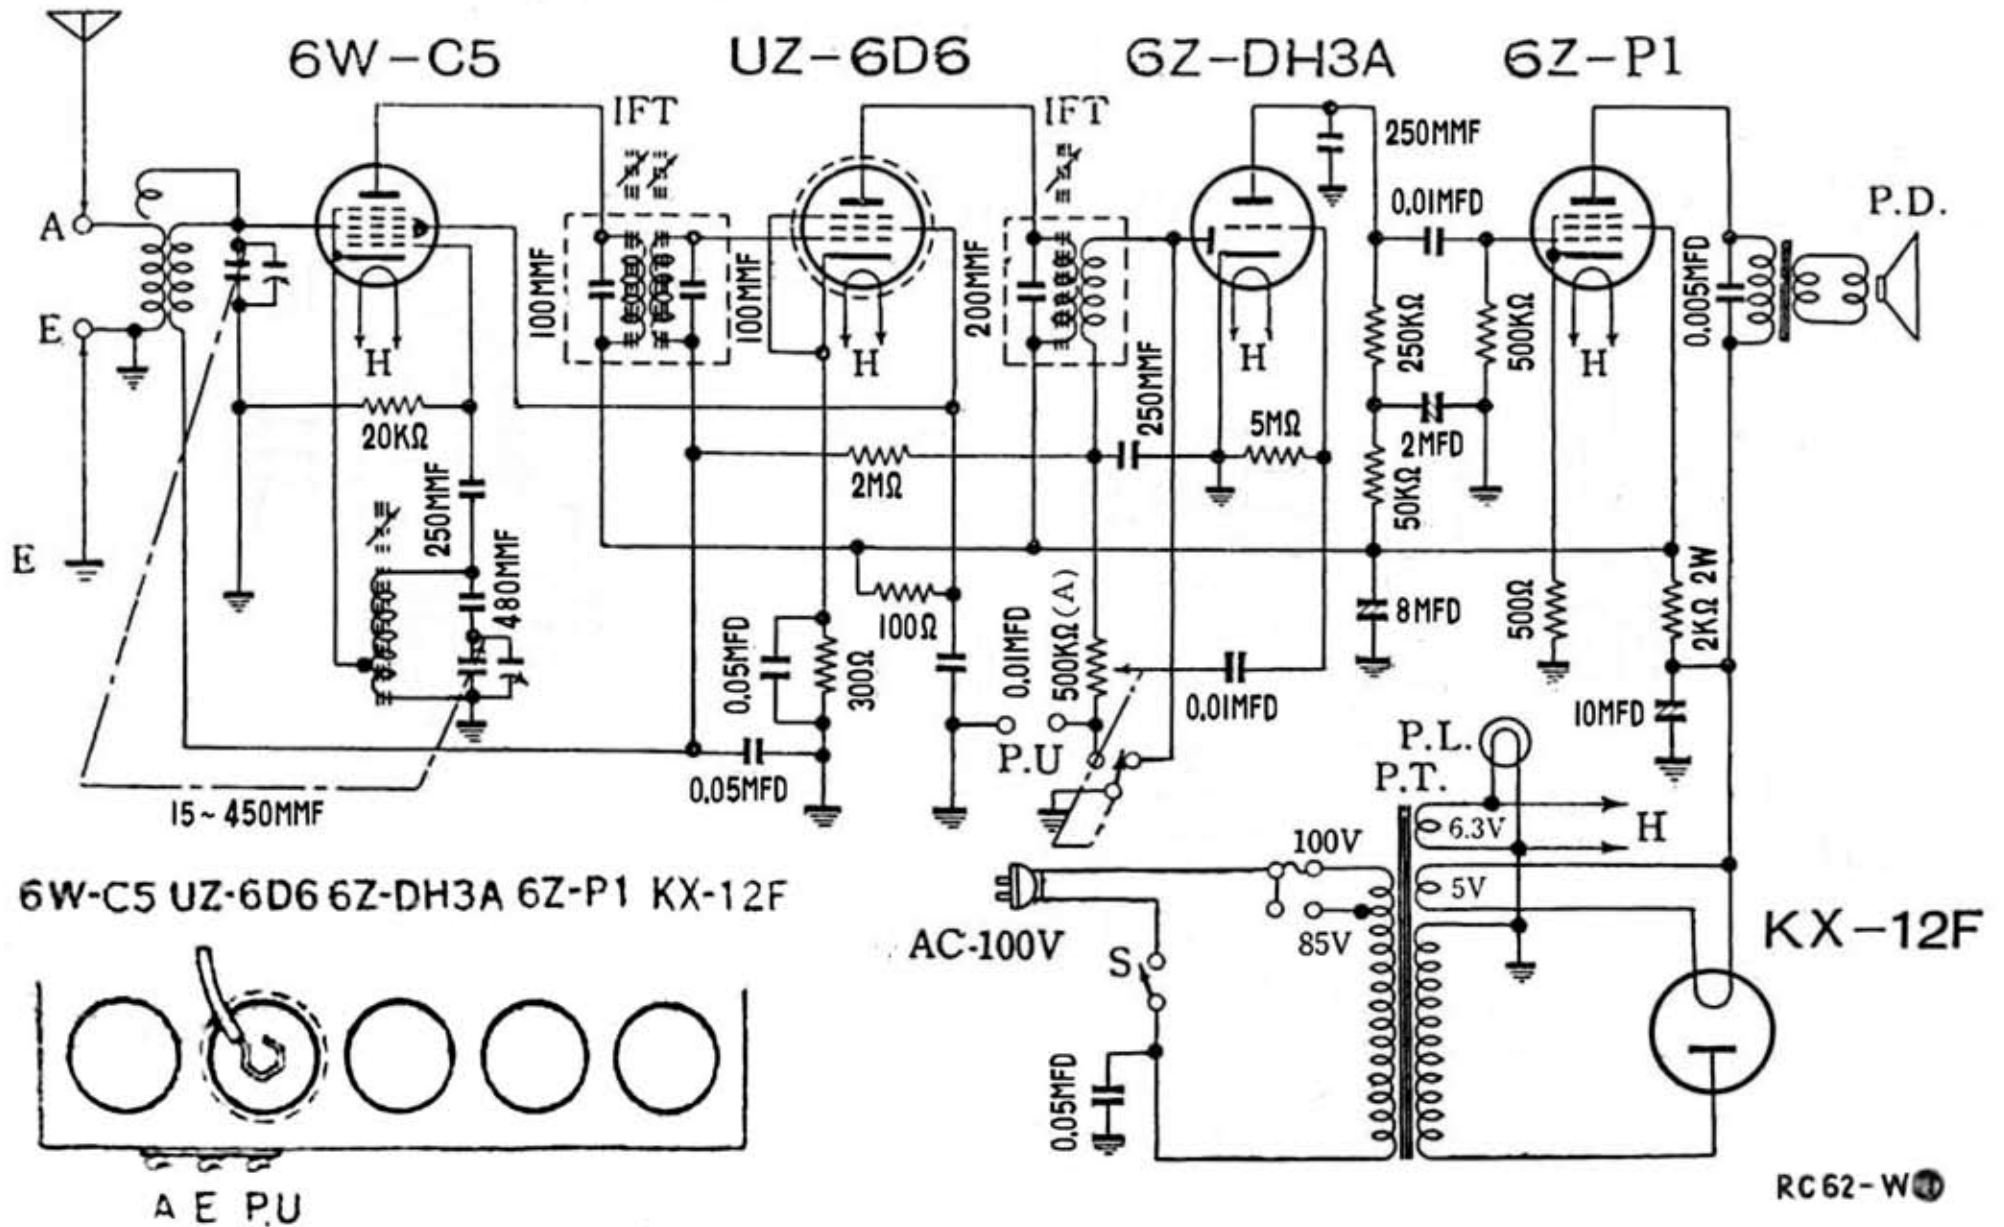 6W-C5
UZ-6D6
6Z-DH3A
6Z-P1
IFT
IFT
250MMF
0.01MFD
P.D.
A
E
E
H
H
H
H
100MMF
100MMF
200MMF
250MMF
250KΩ
500KΩ
0.005MFD
20KΩ
2MΩ
5MΩ
2MFD
50KΩ
250MMF
480MMF
0.05MFD
300Ω
100Ω
0.01MFD
500KΩ(A)
0.01MFD
8MFD
500Ω
2KΩ 2W
10MFD
0.05MFD
15~450MMF
P.U
P.L.
P.T.
6.3V
H
5V
100V
85V
AC-100V
S
0.05MFD
KX-12F
6W-C5 UZ-6D6 6Z-DH3A 6Z-P1 KX-12F
A E P.U
RC62-W